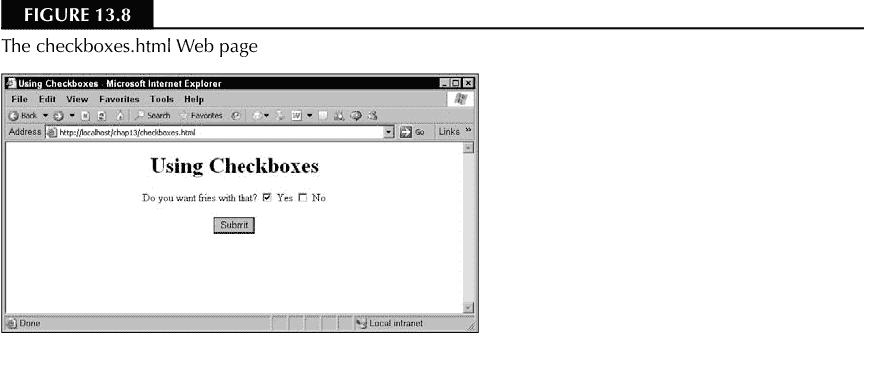 FIGURE 13.8
The checkboxes.html Web page
Using Checkboxes - Microsoft Internet Explorer
File Edit View Favorites Tools Help
Back Search Favorites
Address http://localhost/chap13/checkboxes.html Go Links »
Using Checkboxes
Do you want fries with that? Yes No
Submit
Done Local intranet